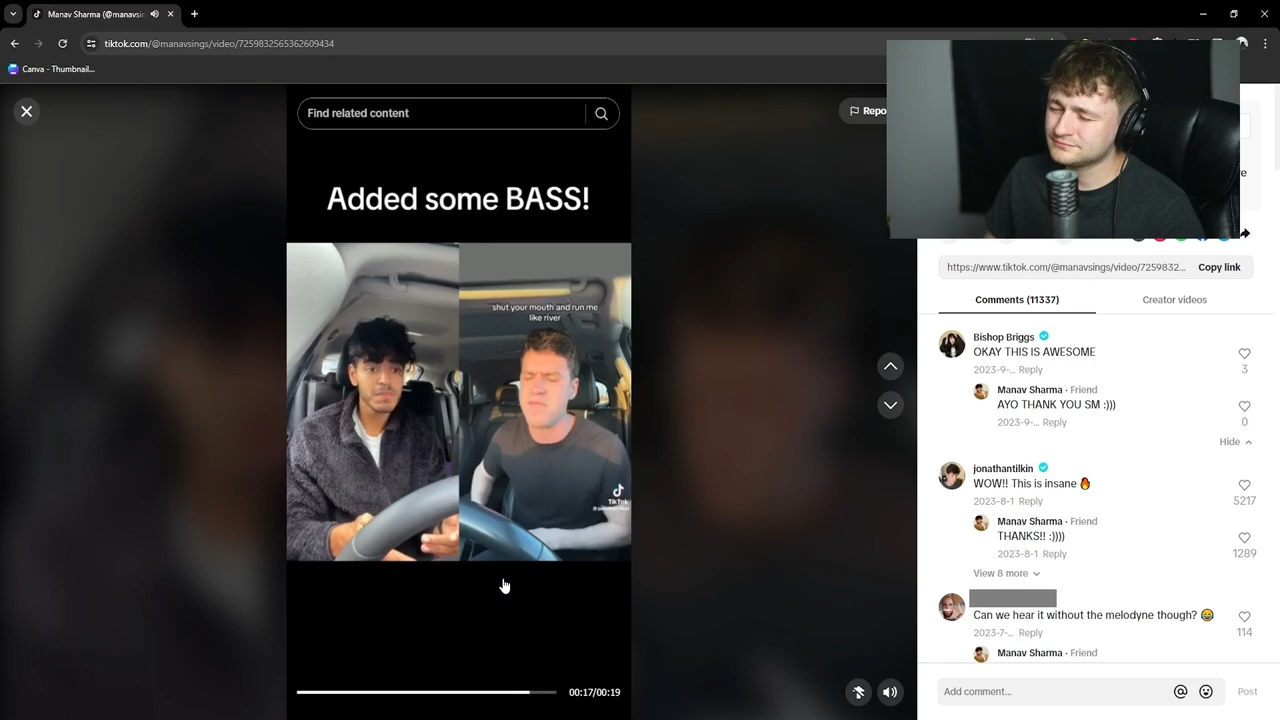 Manav Sharma (@manavsin
tiktok.com/@manavsings/video/7259832565362609434
Canva - Thumbnail...
Find related content
Repo
Added some BASS!
shut your mouth and run me
like river
TikTok
00:17/00:19
https://www.tiktok.com/@manavsings/video/7259832...
Copy link
Comments (11337)
Creator videos
Bishop Briggs
OKAY THIS IS AWESOME
2023-9-... Reply
3
Manav Sharma · Friend
AYO THANK YOU SM :)))
2023-9-... Reply
0
Hide
jonathantilkin
WOW!! This is insane 🔥
2023-8-1 Reply
5217
Manav Sharma · Friend
THANKS!! :))))
2023-8-1 Reply
1289
View 8 more
Can we hear it without the melodyne though? 😂
2023-7-... Reply
114
Manav Sharma · Friend
Add comment...
Post